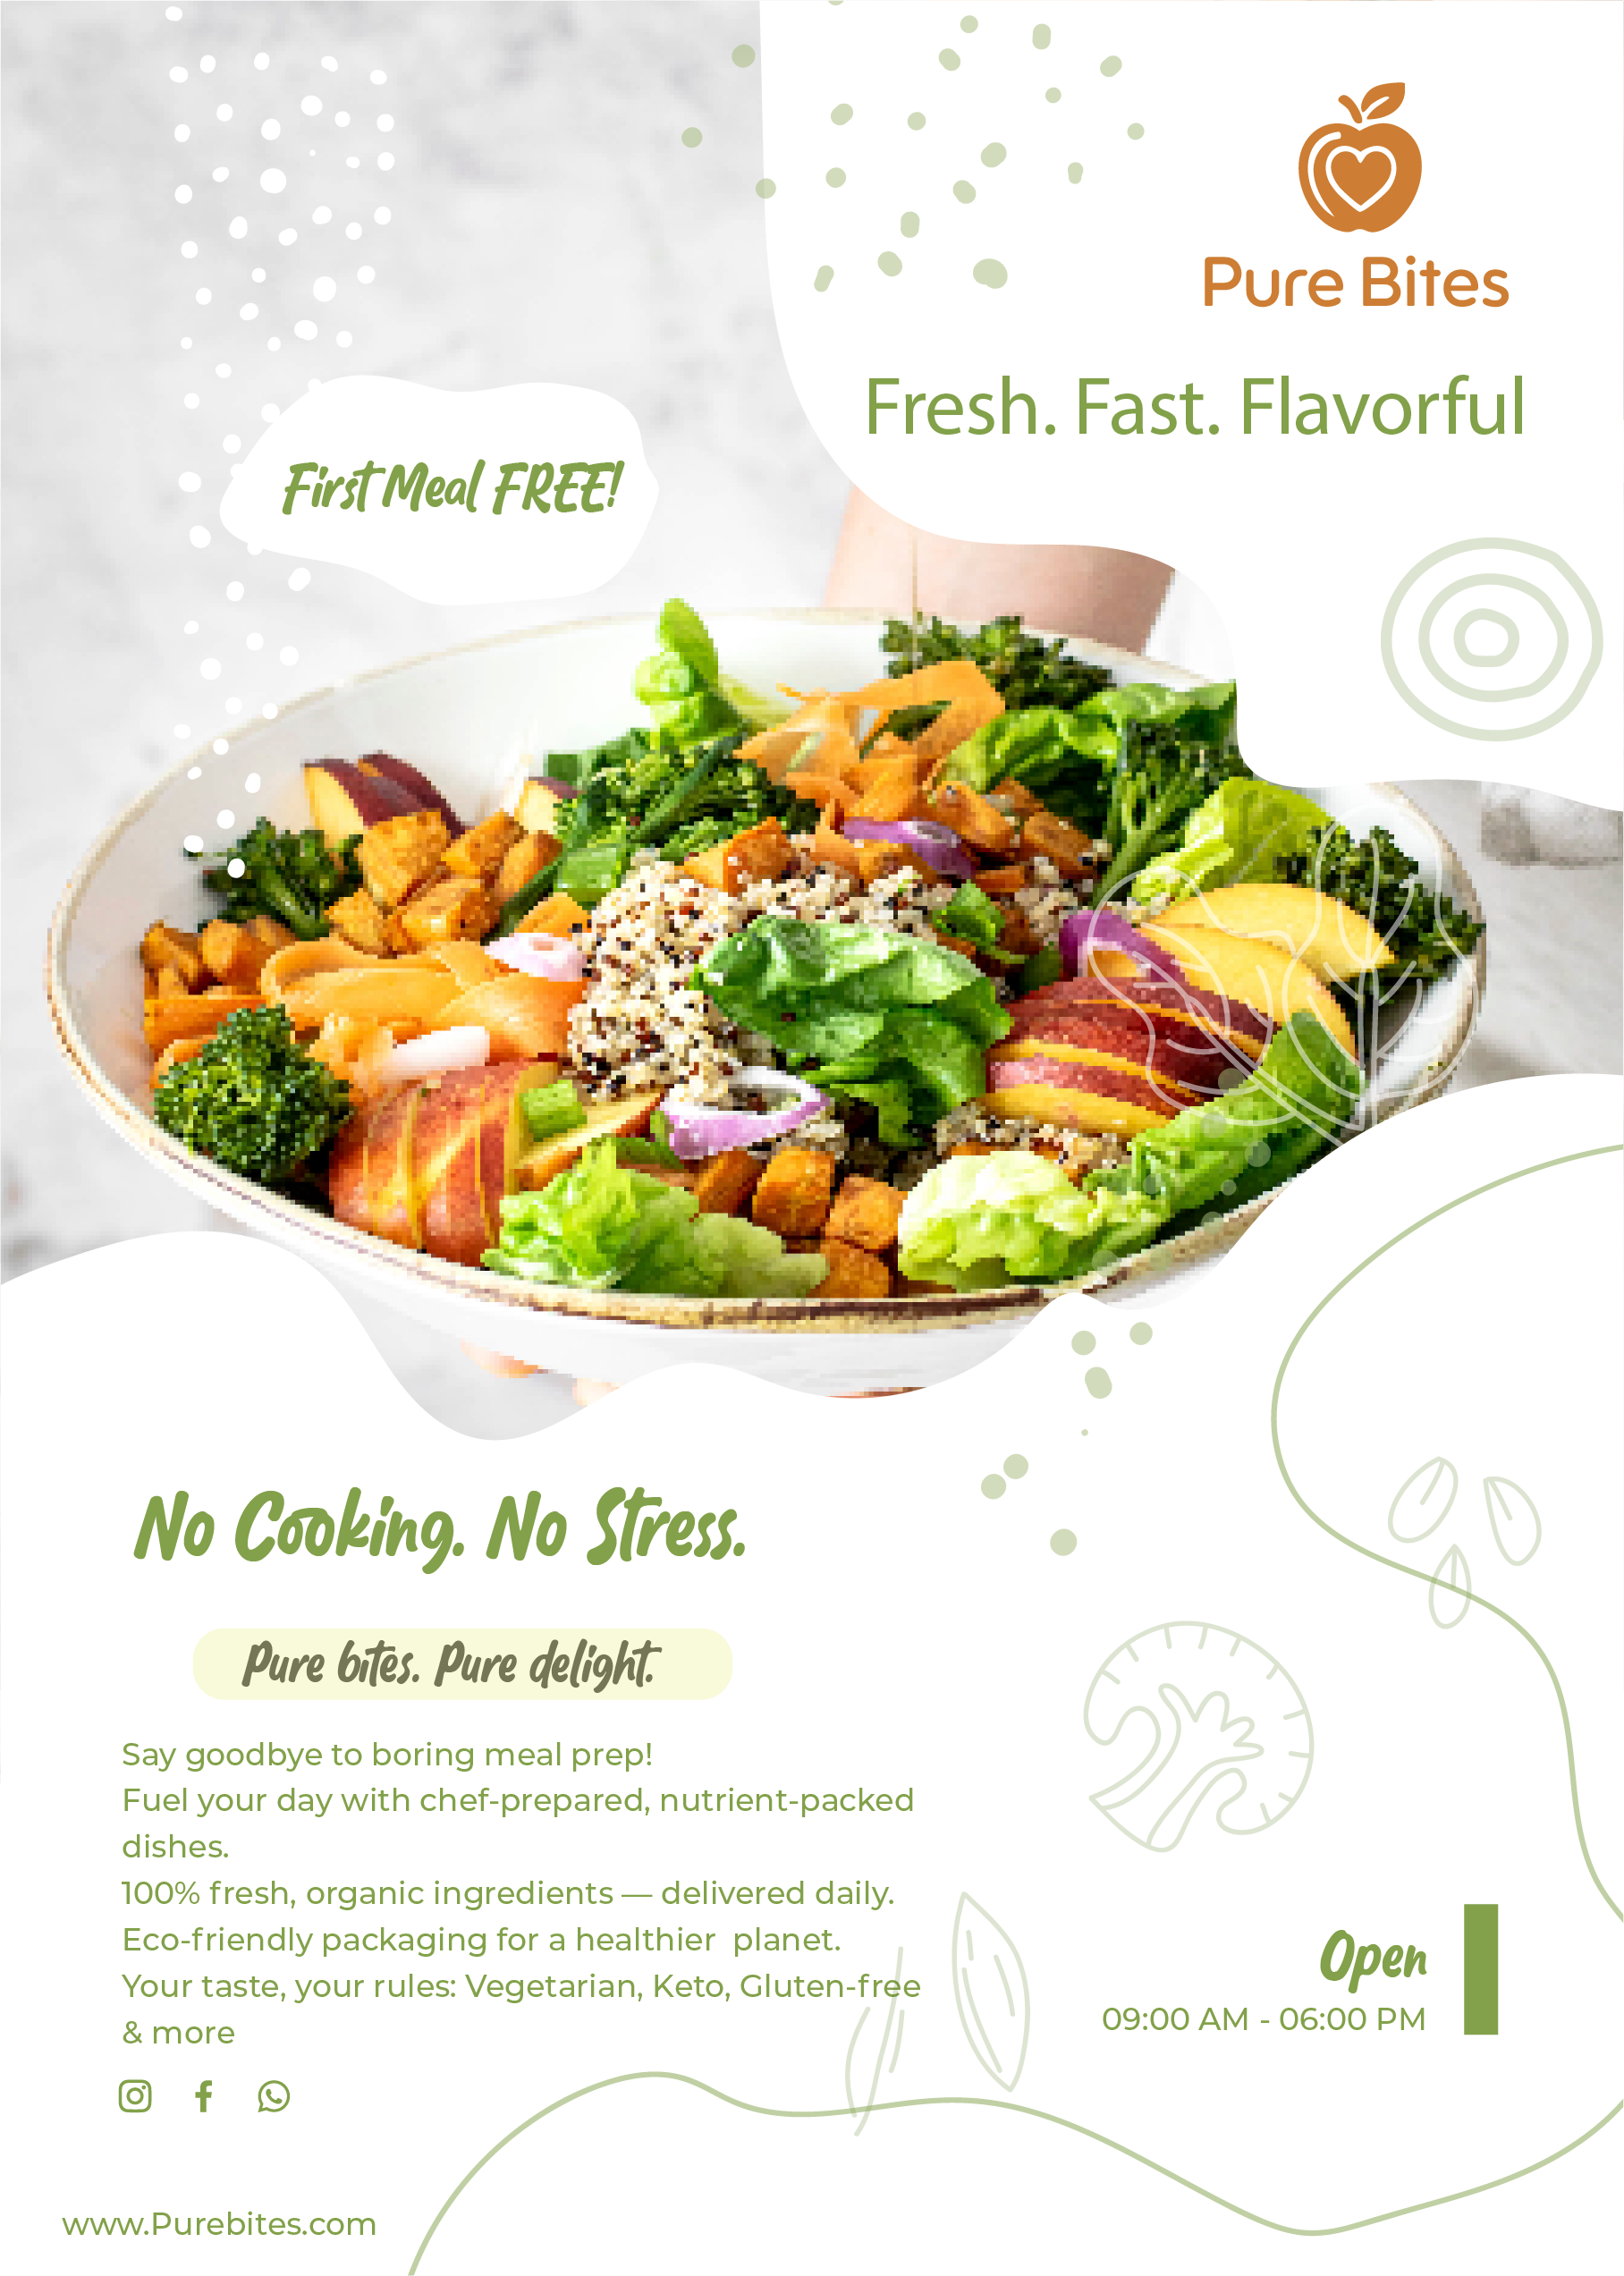 Pure Bites
Fresh. Fast. Flavorful
First Meal FREE!
No Cooking. No Stress.
Pure bites. Pure delight.
Say goodbye to boring meal prep!
Fuel your day with chef-prepared, nutrient-packed
dishes.
100% fresh, organic ingredients — delivered daily.
Eco-friendly packaging for a healthier  planet.
Your taste, your rules: Vegetarian, Keto, Gluten-free
& more
Open
09:00 AM - 06:00 PM
www.Purebites.com